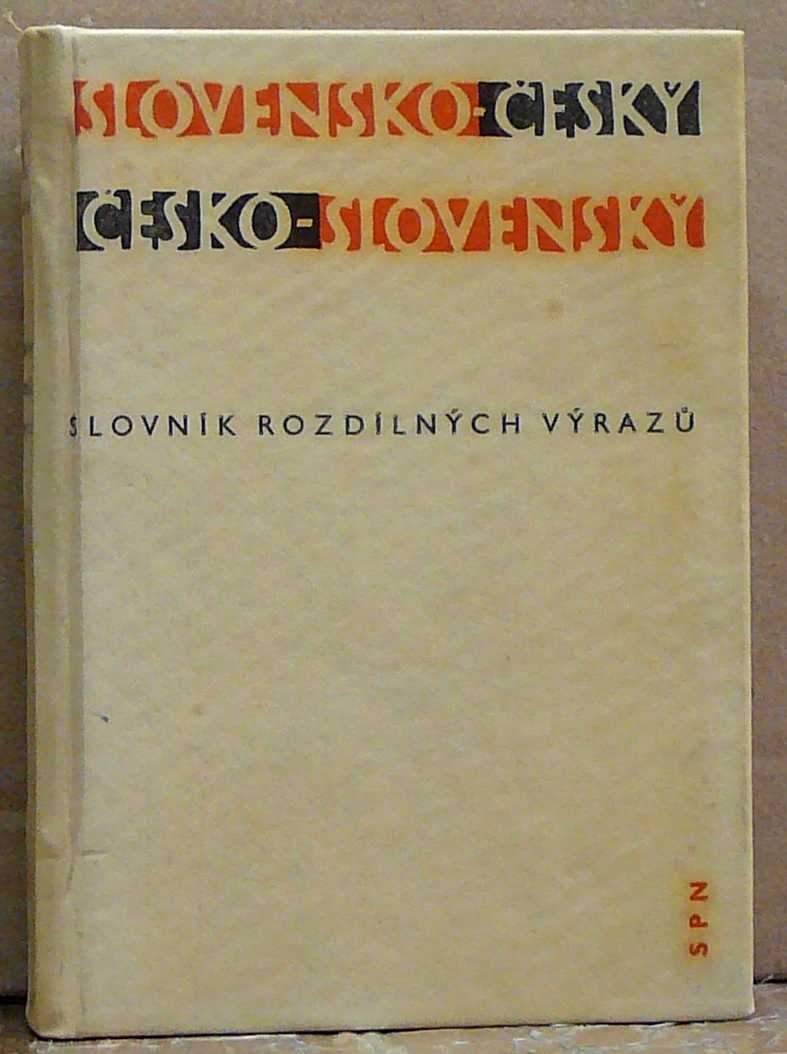 SLOVENSKO-ČESKÝ
ČESKO-SLOVENSKÝ
SLOVNÍK ROZDÍLNÝCH VÝRAZŮ
SPN